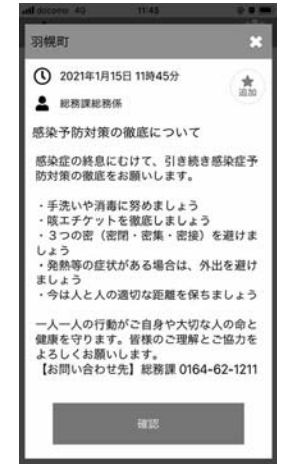 docomo 4G 11:45
羽幌町
2021年1月15日 11時45分
追加
総務課総務係
感染予防対策の徹底について
感染症の終息にむけて、引き続き感染症予
防対策の徹底をお願いします。
・手洗いや消毒に努めましょう
・咳エチケットを徹底しましょう
・３つの密（密閉・密集・密接）を避けま
しょう
・発熱等の症状がある場合は、外出を避け
ましょう
・今は人と人の適切な距離を保ちましょう
一人一人の行動がご自身や大切な人の命と
健康を守ります。皆様のご理解とご協力を
よろしくお願いします。
【お問い合わせ先】総務課 0164-62-1211
確認